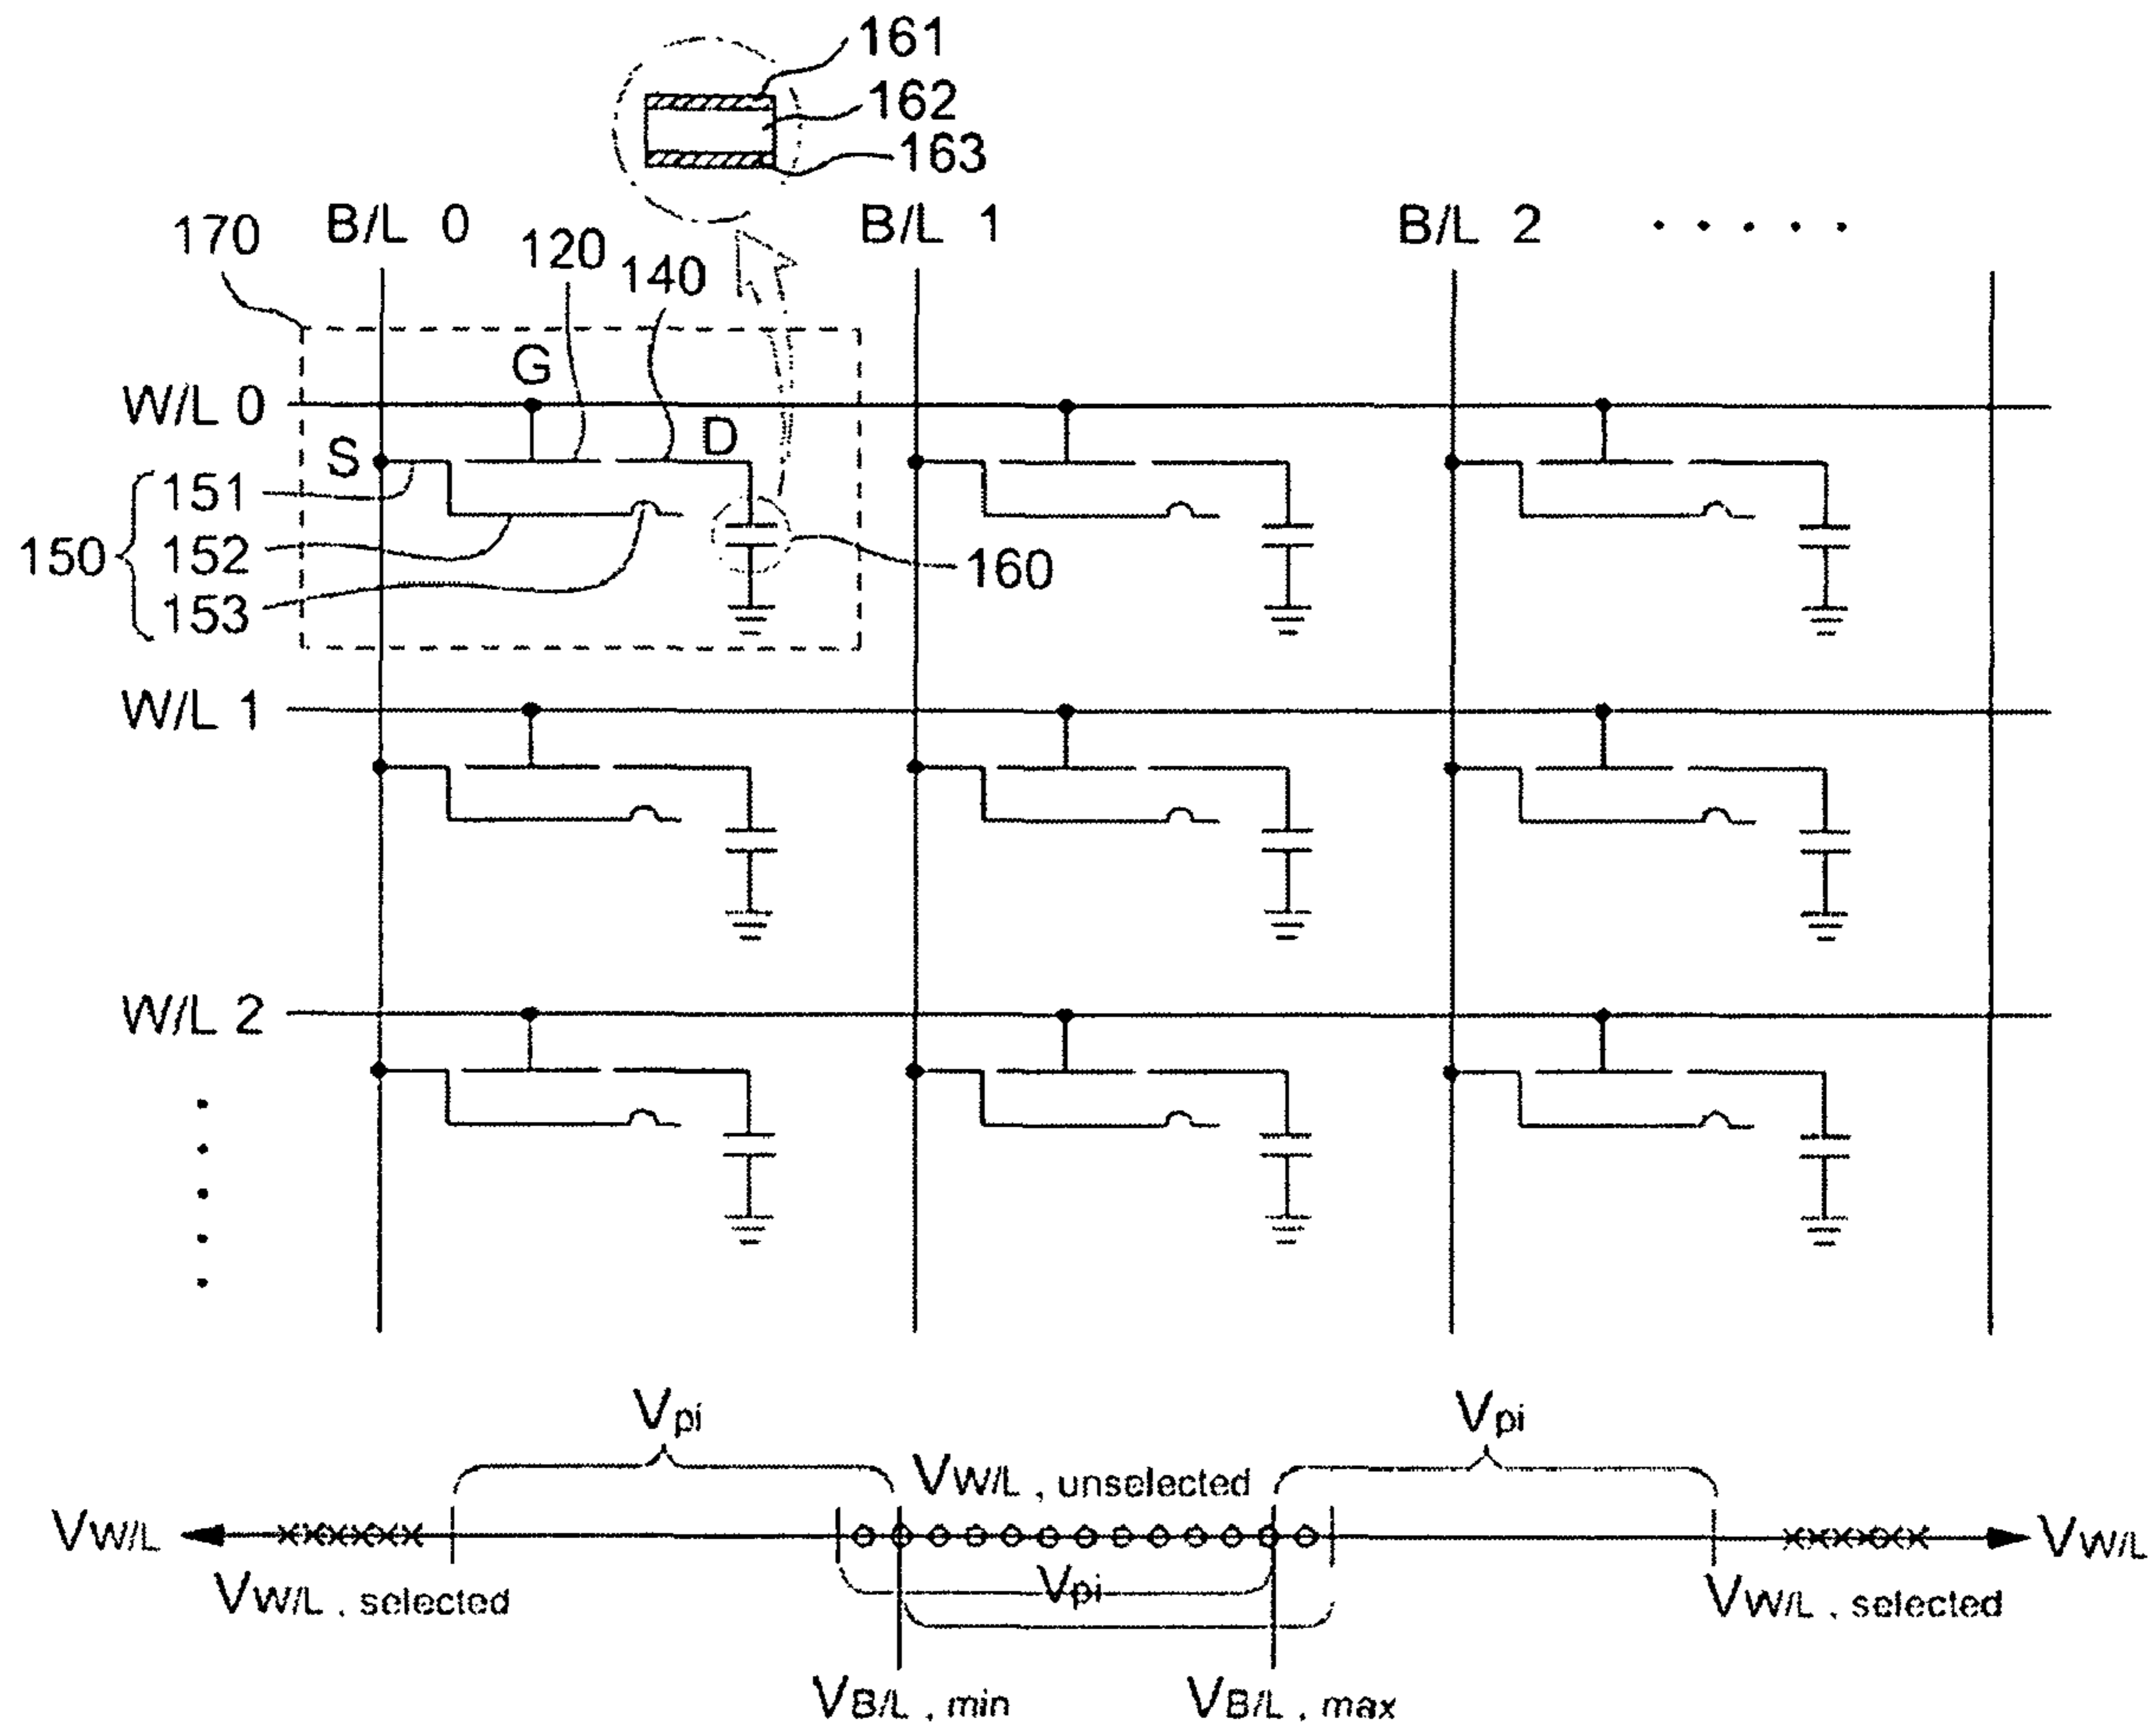 161
162
163
170
B/L 0
120
140
B/L 1
B/L 2 . . . . .
G
W/L 0
D
S
151
150
152
153
160
W/L 1
W/L 2
Vpi
Vpi
VW/L , unselected
VW/L
VW/L
Vpi
VW/L , selected
VW/L , selected
VB/L , min
VB/L , max